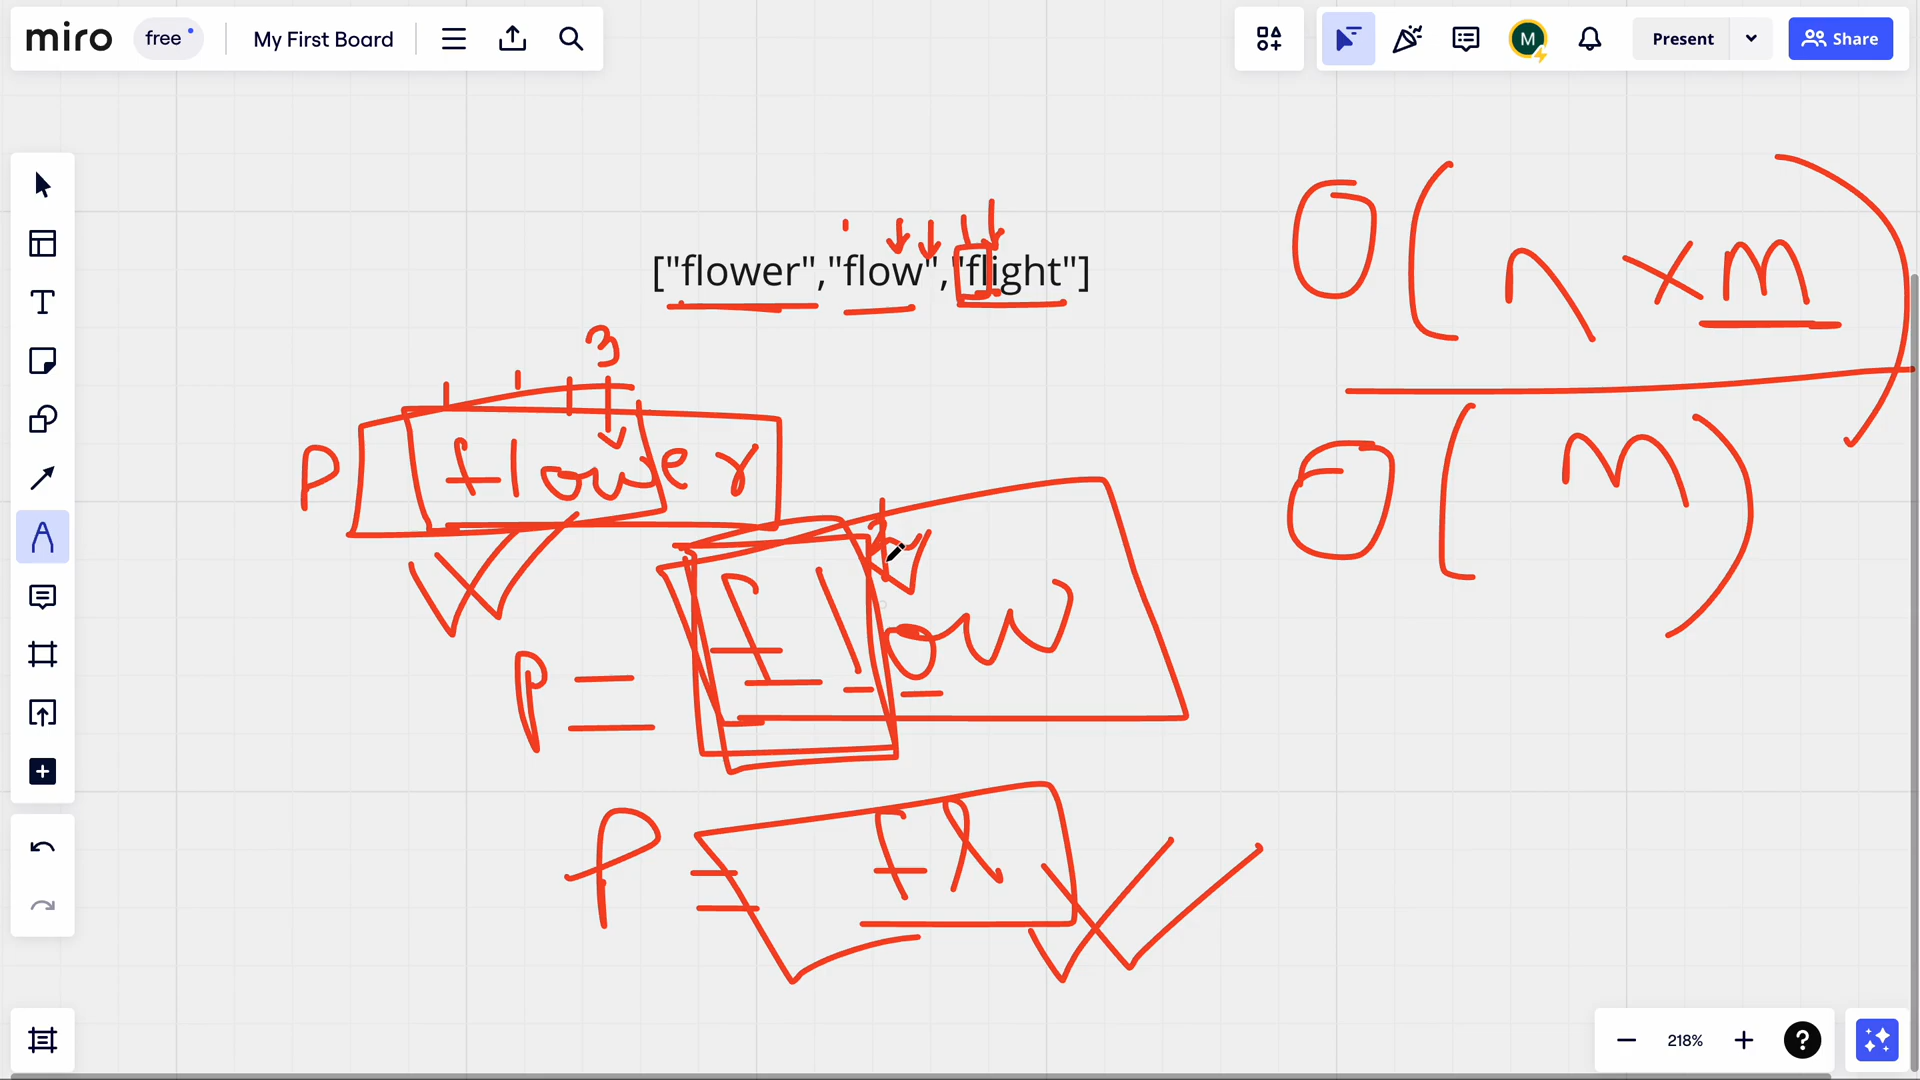 miro free My First Board Present Share
M
["flower","flow","flight"]
O(n×m)
3
P flower
O(m)
P = flow
P = fl
218%